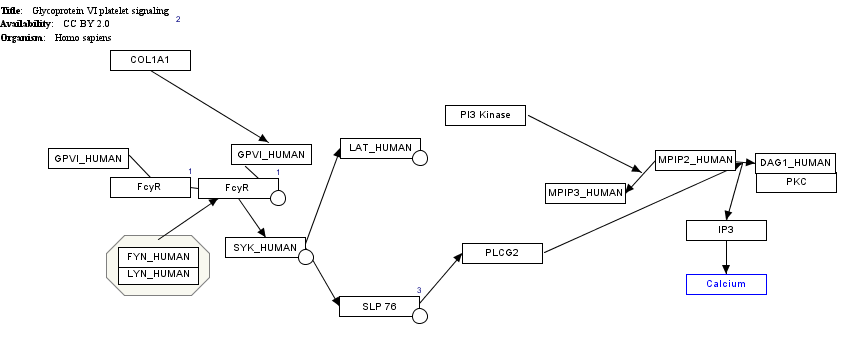 Title: Glycoprotein VI platelet signaling
2
Availability: CC BY 2.0
Organism: Homo sapiens
COL1A1
PI3 Kinase
LAT_HUMAN
GPVI_HUMAN
GPVI_HUMAN
MPIP2_HUMAN
DAG1_HUMAN
PKC
1
1
FcγR
FcγR
MPIP3_HUMAN
IP3
SYK_HUMAN
FYN_HUMAN
LYN_HUMAN
PLCG2
Calcium
3
SLP 76